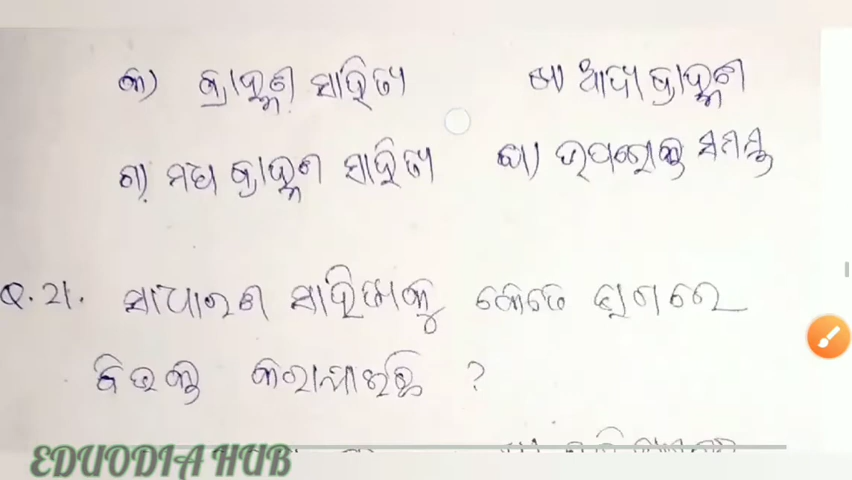 କ) ବ୍ରାହ୍ମଣ ସାହିତ୍ୟ ଖ) ଆଦ୍ୟ ବ୍ରାହ୍ମଣ
ଗ) ମଧ୍ୟ ବ୍ରାହ୍ମଣ ସାହିତ୍ୟ ଘ) ଉପରୋକ୍ତ ସମସ୍ତ
Q. 21. ସାଧାରଣ ସାହିତ୍ୟକୁ କେତେ ଭାଗରେ
ବିଭକ୍ତ କରାଯାଇଛି ?
EDUODIA HUB